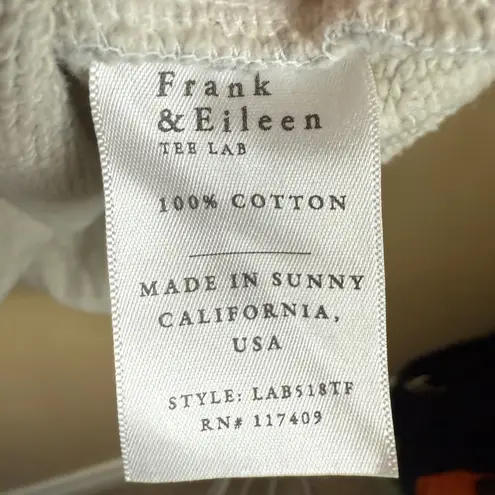 Frank
& Eileen
TEE LAB
100% COTTON
MADE IN SUNNY
CALIFORNIA,
USA
STYLE: LAB518TF
RN# 117409